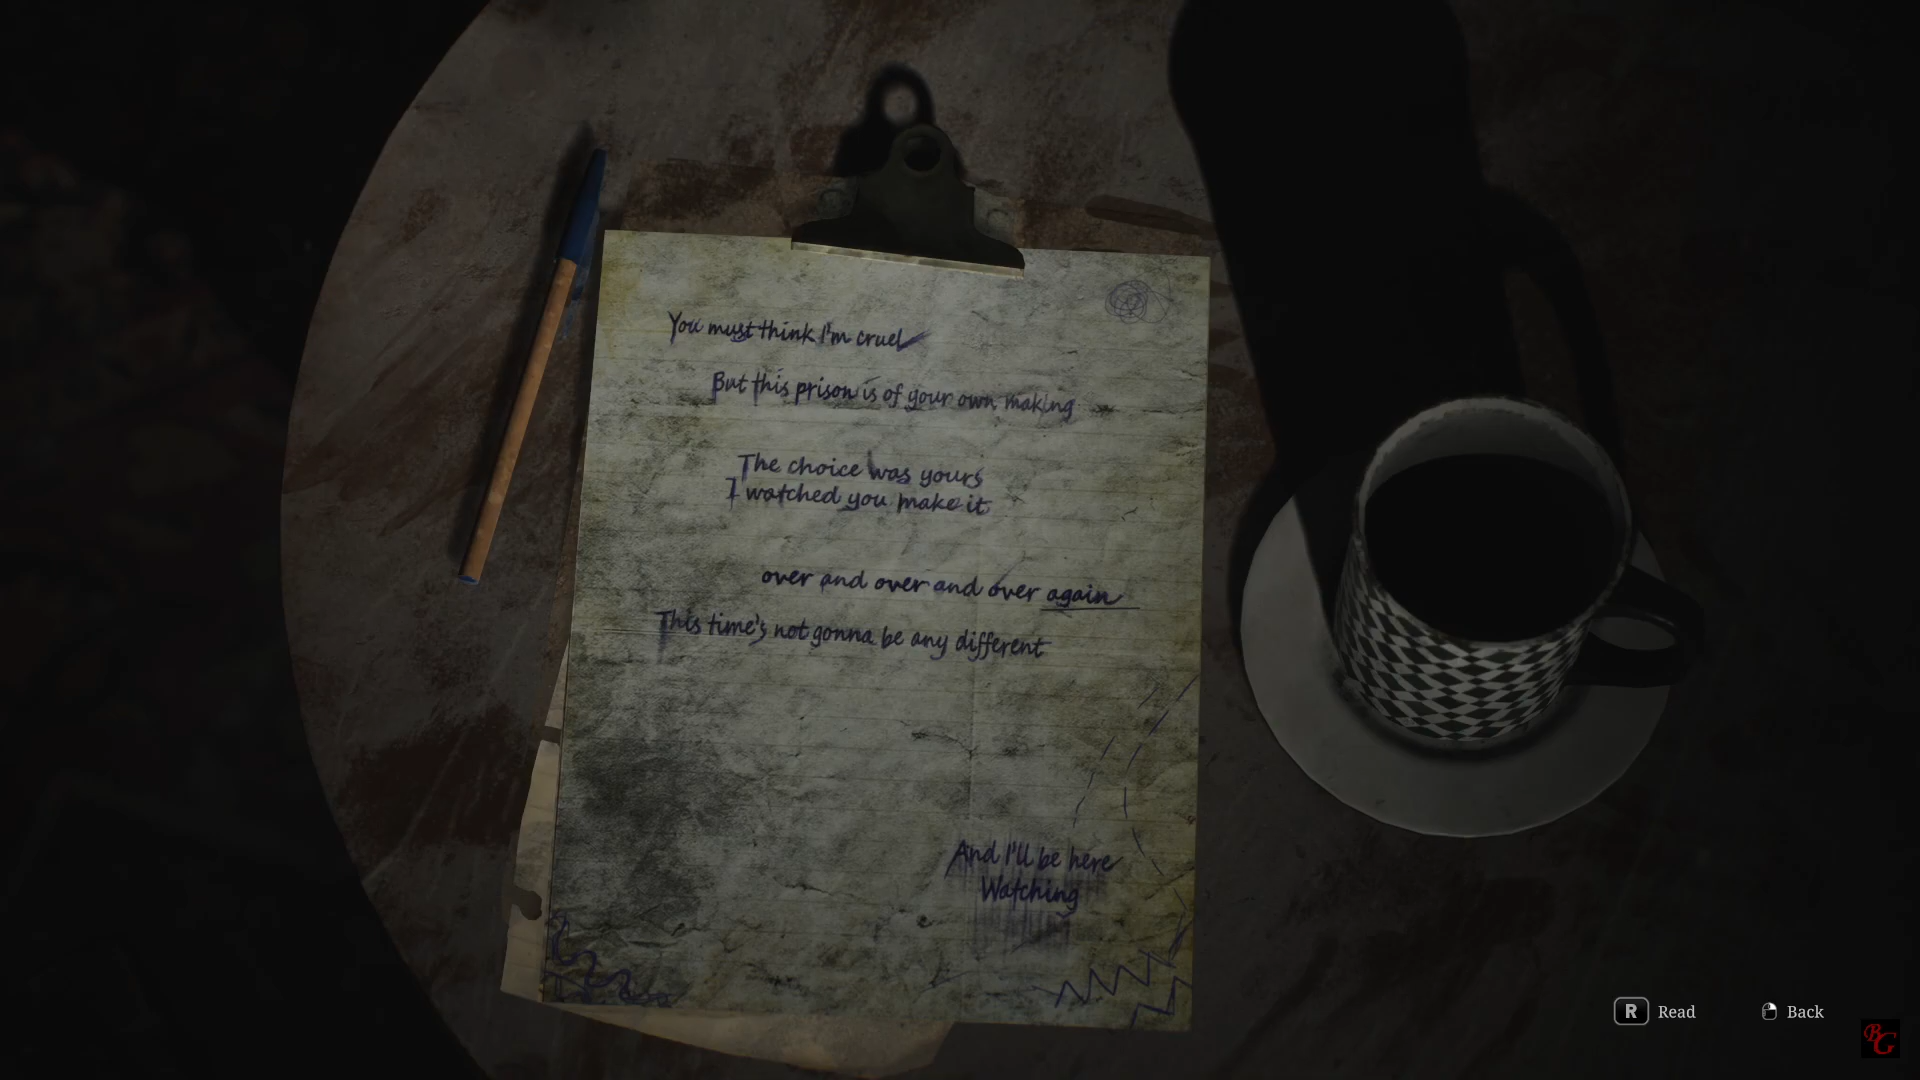 You must think I'm cruel
But this prison is of your own making
The choice was yours
I watched you make it
over and over and over again
This time's not gonna be any different
And I'll be here
Watching
R Read
Back
BG